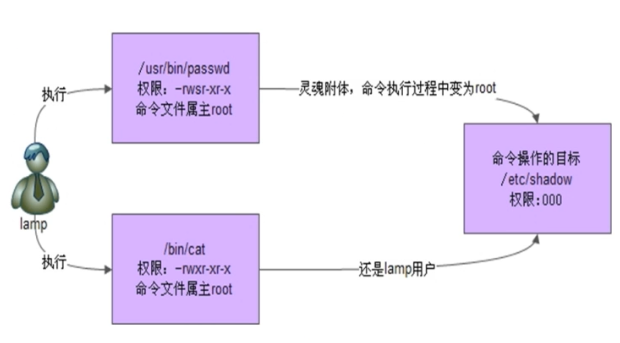 /usr/bin/passwd
权限：-rwsr-xr-x
命令文件属主root
执行
灵魂附体，命令执行过程中变为root
命令操作的目标
/etc/shadow
权限:000
lamp
执行
/bin/cat
权限：-rwxr-xr-x
命令文件属主root
还是lamp用户